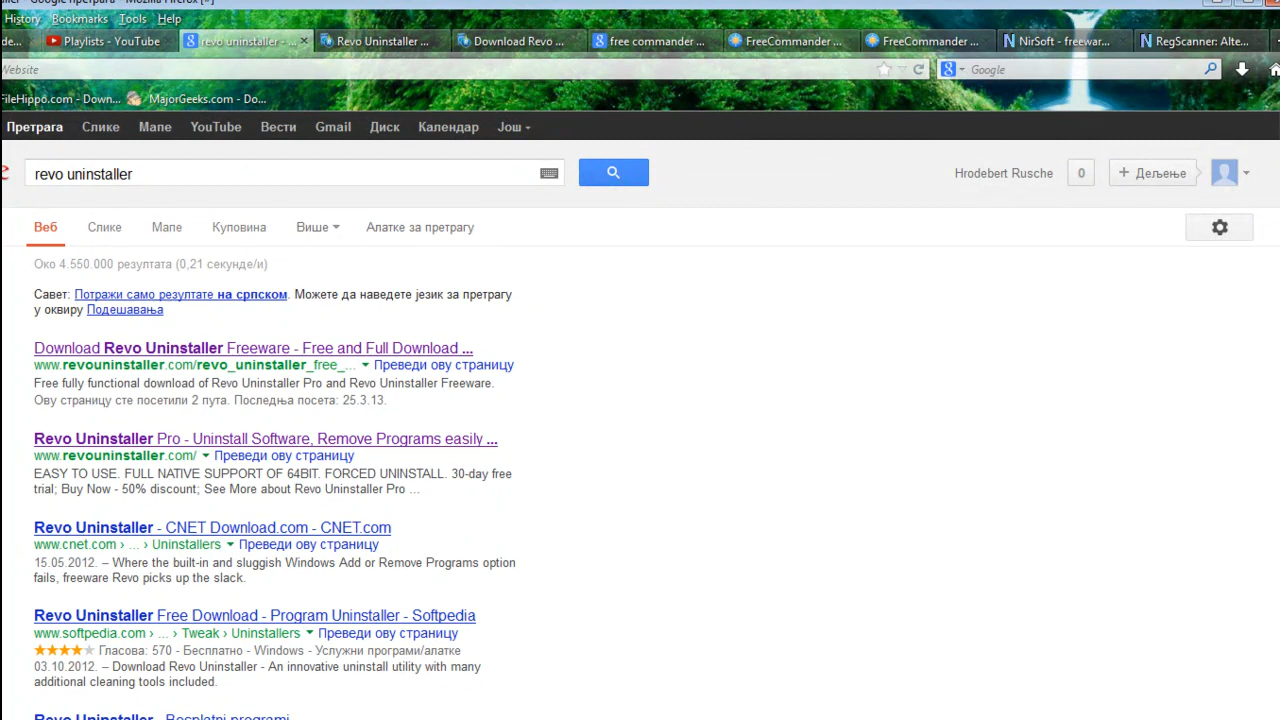 Google претрага - Mozilla Firefox
History Bookmarks Tools Help
de... Playlists - YouTube revo uninstaller - ... Revo Uninstaller ... Download Revo ... free commander ... FreeCommander ... FreeCommander ... NirSoft - freewar... RegScanner: Alte...
Website Google
FileHippo.com - Down... MajorGeeks.com - Do...
Претрага Слике Мапе YouTube Вести Gmail Диск Календар Још
revo uninstaller Hrodebert Rusche 0 + Дељење
Веб Слике Мапе Куповина Више Алатке за претрагу
Око 4.550.000 резултата (0,21 секунде/и)
Савет: Потражи само резултате на српском. Можете да наведете језик за претрагу
у оквиру Подешавања
Download Revo Uninstaller Freeware - Free and Full Download ...
www.revouninstaller.com/revo_uninstaller_free_... Преведи ову страницу
Free fully functional download of Revo Uninstaller Pro and Revo Uninstaller Freeware.
Ову страницу сте посетили 2 пута. Последња посета: 25.3.13.
Revo Uninstaller Pro - Uninstall Software, Remove Programs easily ...
www.revouninstaller.com/ Преведи ову страницу
EASY TO USE. FULL NATIVE SUPPORT OF 64BIT. FORCED UNINSTALL. 30-day free
trial; Buy Now - 50% discount; See More about Revo Uninstaller Pro ...
Revo Uninstaller - CNET Download.com - CNET.com
www.cnet.com › ... › Uninstallers Преведи ову страницу
15.05.2012. – Where the built-in and sluggish Windows Add or Remove Programs option
fails, freeware Revo picks up the slack.
Revo Uninstaller Free Download - Program Uninstaller - Softpedia
www.softpedia.com › ... › Tweak › Uninstallers Преведи ову страницу
Гласова: 570 - Бесплатно - Windows - Услужни програми/алатке
03.10.2012. – Download Revo Uninstaller - An innovative uninstall utility with many
additional cleaning tools included.
Revo Uninstaller - Besplatni programi